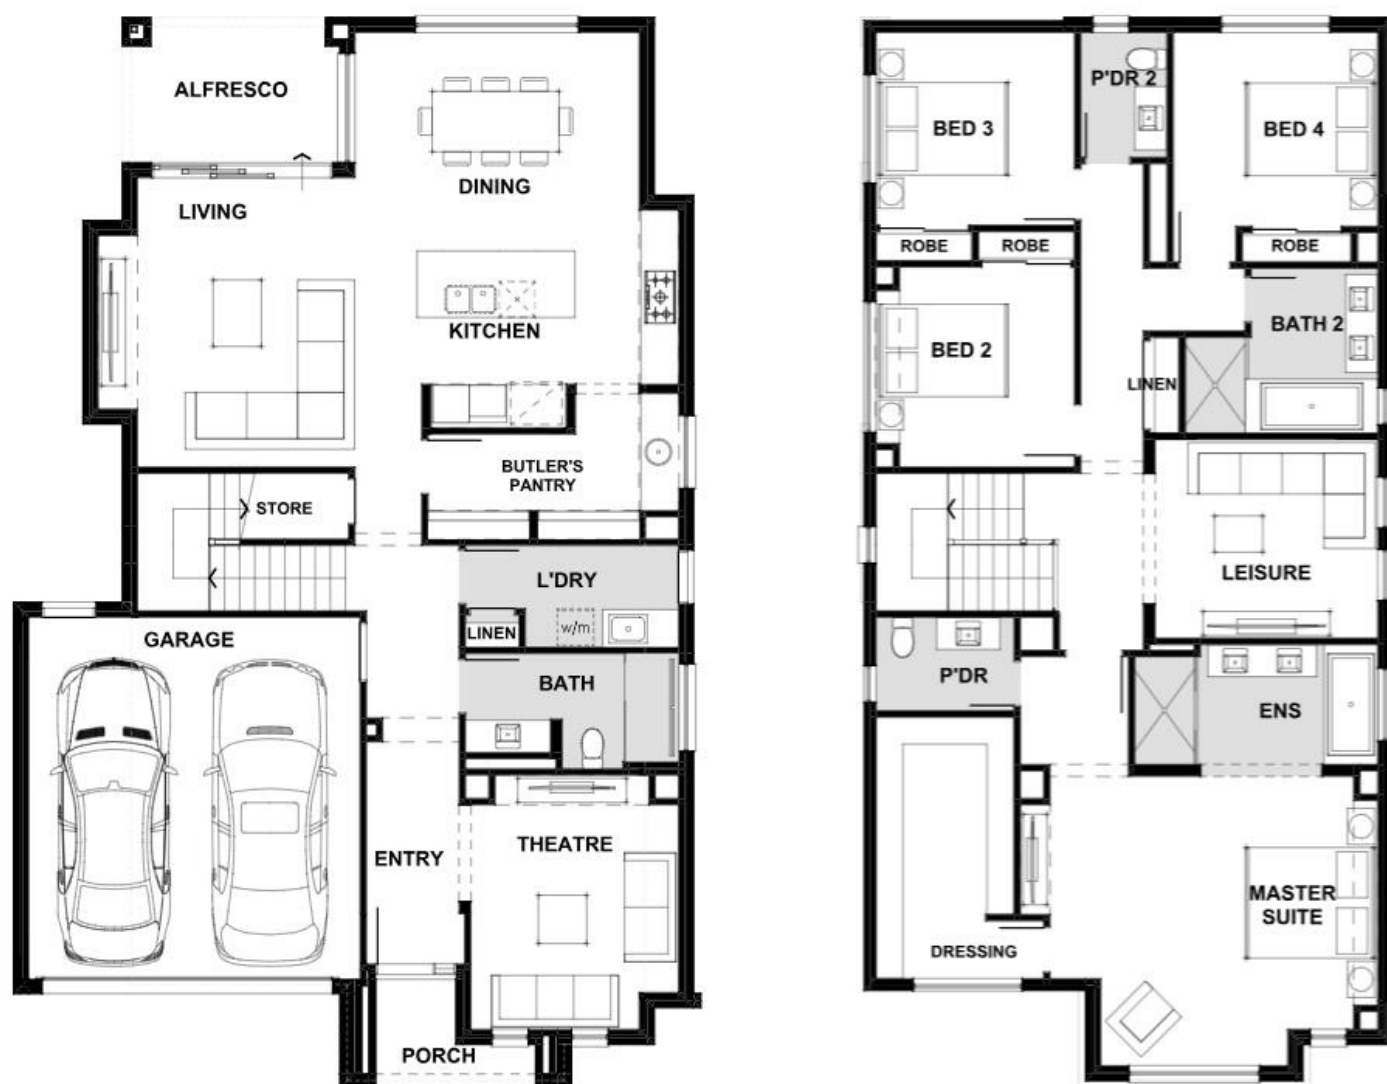 ALFRESCO
DINING
LIVING
KITCHEN
BUTLER'S
PANTRY
STORE
L'DRY
LINEN
w/m
GARAGE
BATH
ENTRY
THEATRE
PORCH
P'DR 2
BED 3
BED 4
ROBE
ROBE
ROBE
BED 2
BATH 2
LINEN
LEISURE
P'DR
ENS
MASTER
SUITE
DRESSING